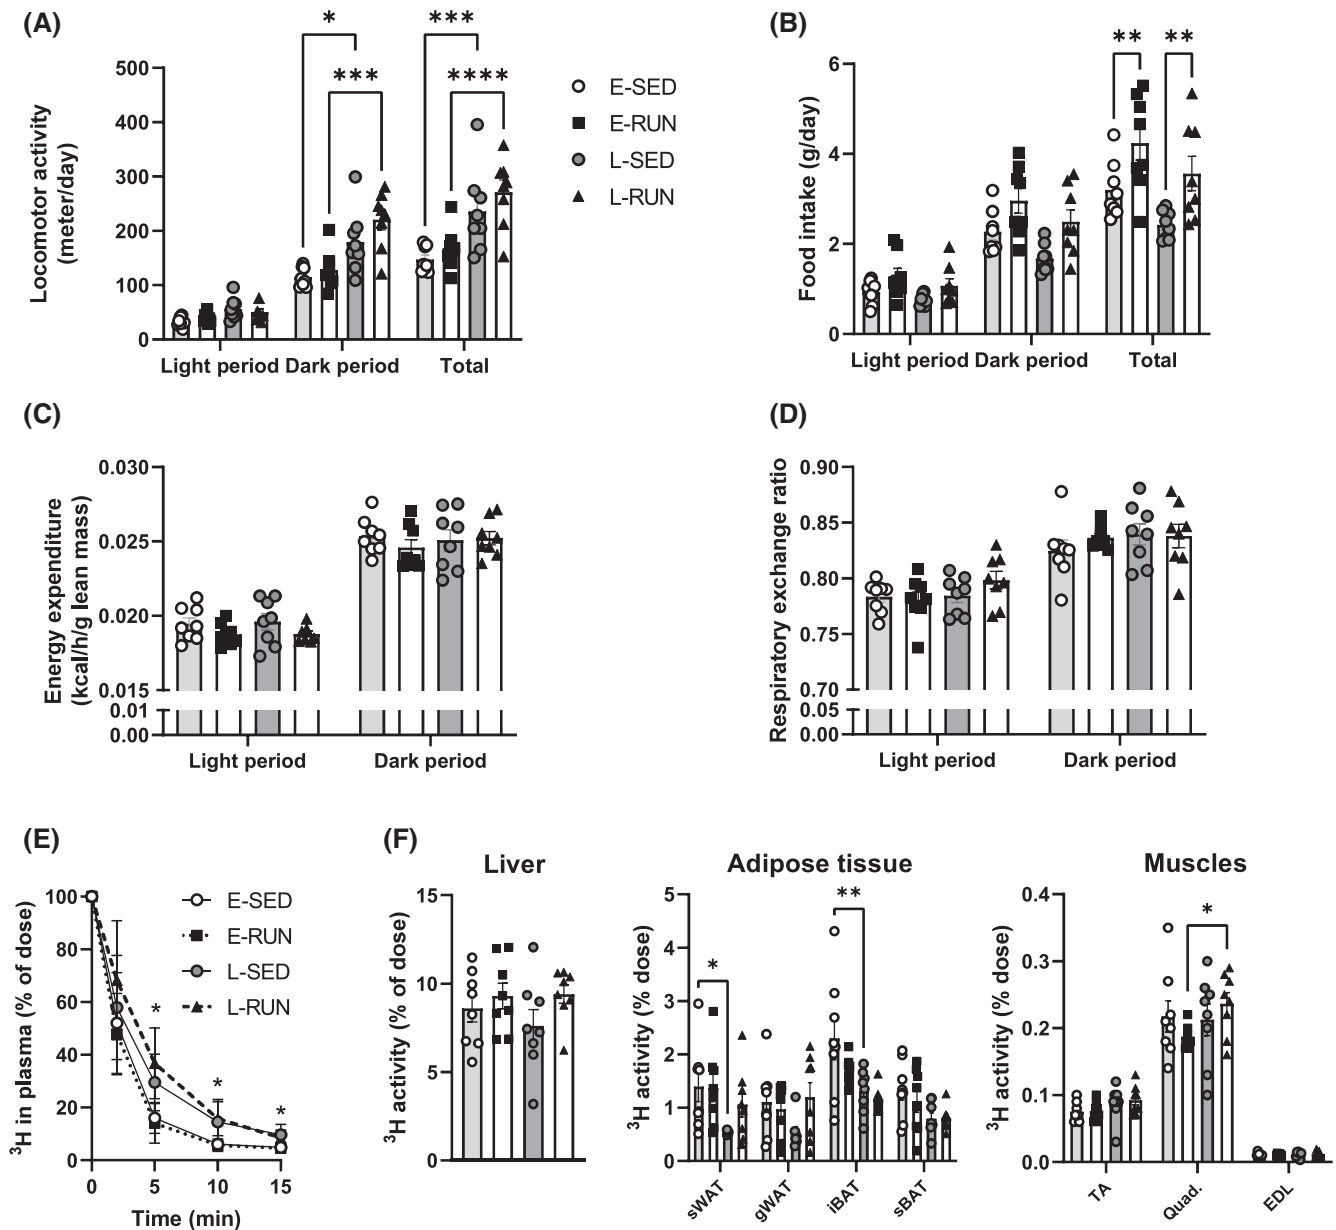 (A)
* ***
*** ****
500
400
300
200
100
0
Locomotor activity
(meter/day)
Light period Dark period Total
E-SED
E-RUN
L-SED
L-RUN
(B)
** **
6
4
2
0
Food intake (g/day)
Light period Dark period Total
(C)
0.030
0.025
0.020
0.015
0.01
0.00
Energy expenditure
(kcal/h/g lean mass)
Light period Dark period
(D)
0.90
0.85
0.80
0.75
0.70
0.05
0.00
Respiratory exchange ratio
Light period Dark period
(E)
100
80
60
40
20
0
³H in plasma (% of dose)
E-SED
E-RUN
L-SED
L-RUN
* * *
0 5 10 15
Time (min)
(F)
Liver
15
10
5
0
³H activity (% of dose)
Adipose tissue
5
4
3
2
1
0
³H activity (% dose)
* **
sWAT gWAT iBAT sBAT
Muscles
0.4
0.3
0.2
0.1
0.0
³H activity (% dose)
*
TA Quad. EDL